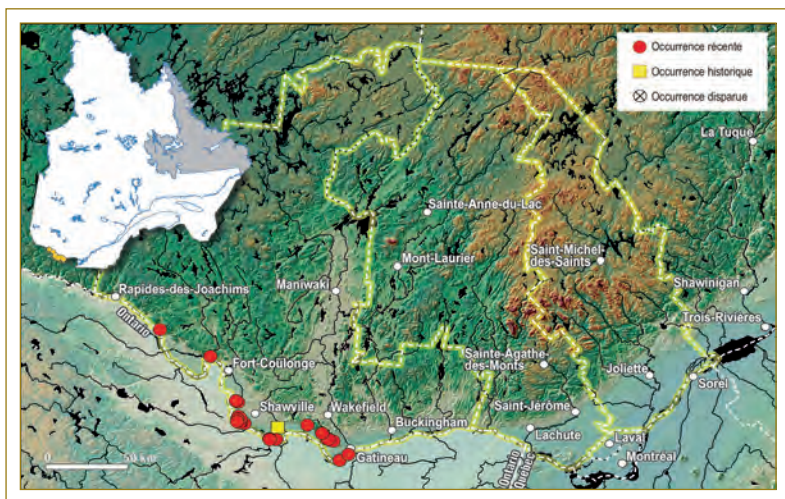 Occurrence récente
Occurrence historique
Occurrence disparue
La Tuque
Sainte-Anne-du-Lac
Mont-Laurier
Saint-Michel-
des-Saints
Maniwaki
Rapides-des-Joachims
Shawinigan
Trois-Rivières
Ontario
Fort-Coulonge
Sainte-Agathe-
des-Monts
Joliette
Sorel
Shawville
Wakefield
Saint-Jérôme
Buckingham
Lachute
Laval
Gatineau
Montréal
Ontario
Québec
0 50 km